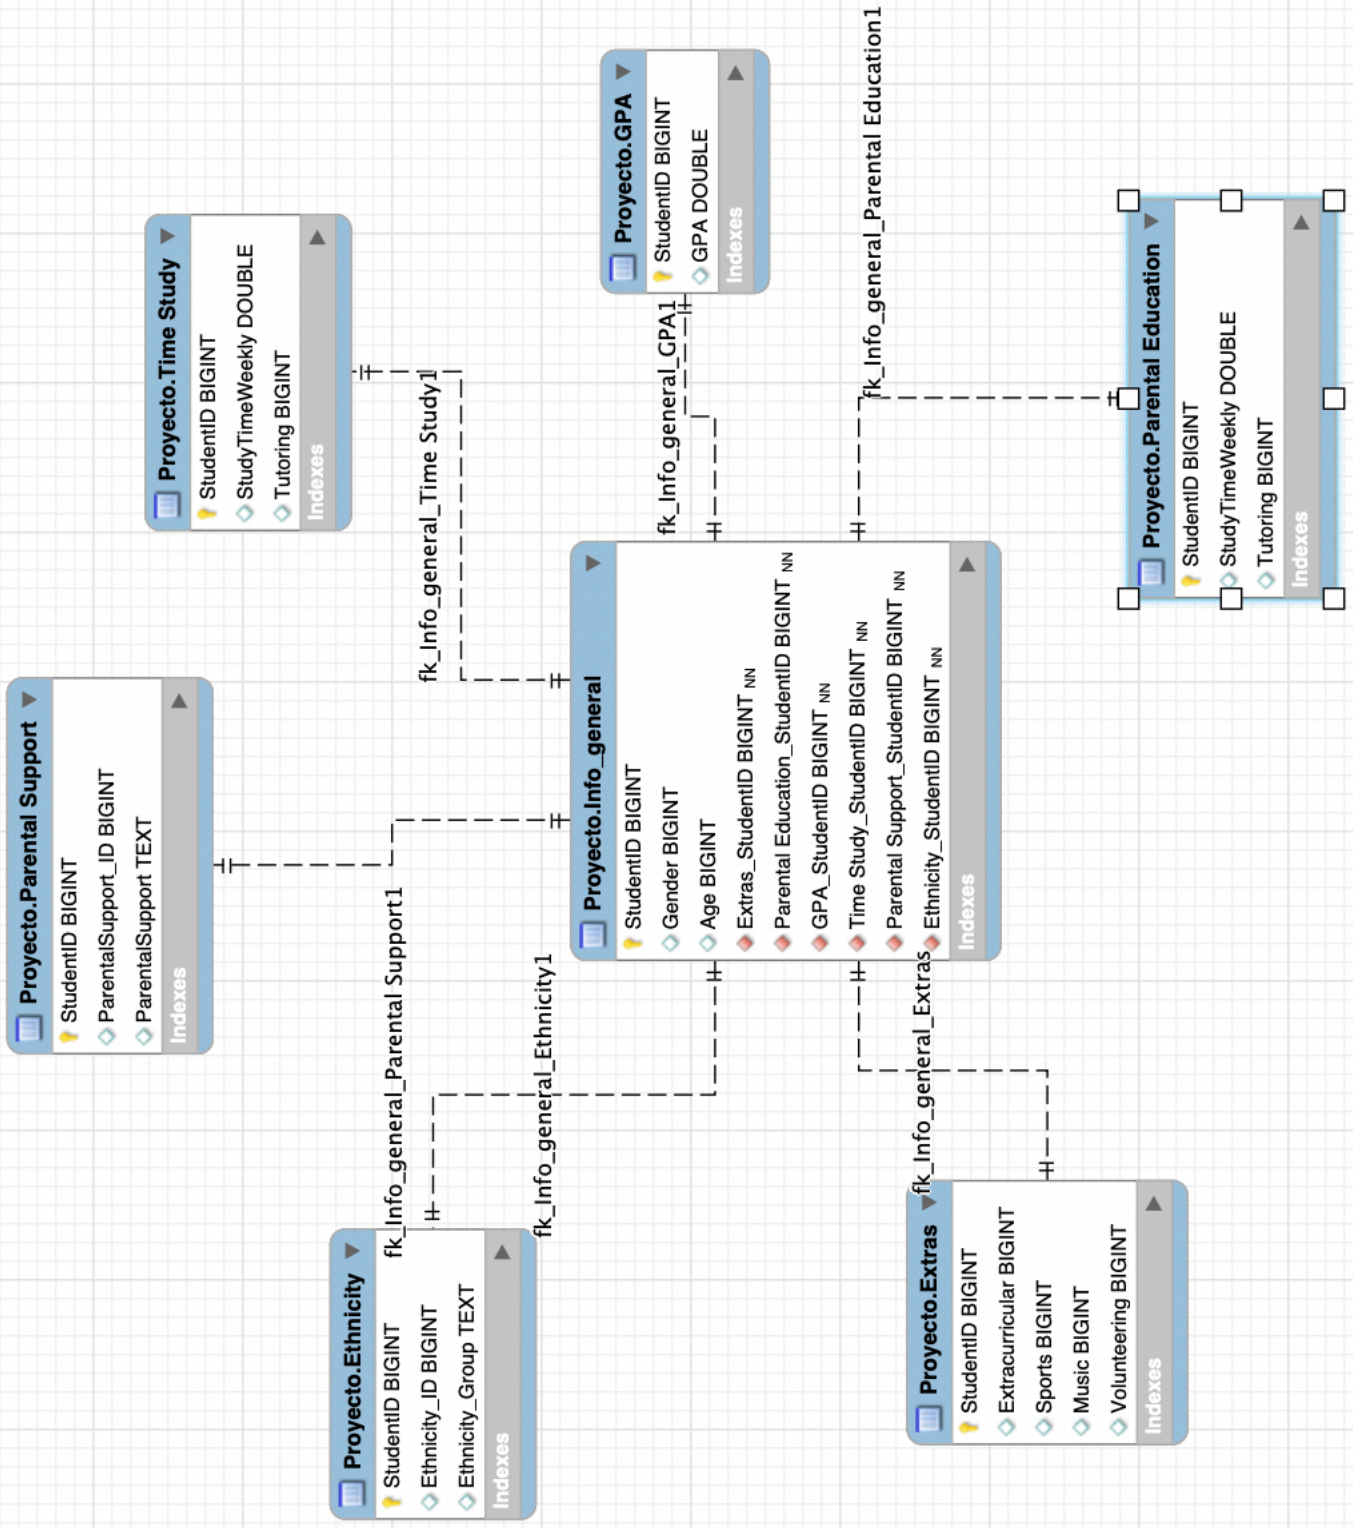 Proyecto.Parental Support
StudentID BIGINT
ParentalSupport_ID BIGINT
ParentalSupport TEXT
Indexes
Proyecto.Time Study
StudentID BIGINT
StudyTimeWeekly DOUBLE
Tutoring BIGINT
Indexes
Proyecto.Ethnicity
StudentID BIGINT
Ethnicity_ID BIGINT
Ethnicity_Group TEXT
Indexes
fk_Info_general_Parental Support1
fk_Info_general_Time Study1
fk_Info_general_Ethnicity1
Proyecto.Info_general
StudentID BIGINT
Gender BIGINT
Age BIGINT
Extras_StudentID BIGINT NN
Parental Education_StudentID BIGINT NN
GPA_StudentID BIGINT NN
Time Study_StudentID BIGINT NN
Parental Support_StudentID BIGINT NN
Ethnicity_StudentID BIGINT NN
Indexes
Proyecto.GPA
StudentID BIGINT
GPA DOUBLE
Indexes
fk_Info_general_GPA1
fk_Info_general_Parental Education1
fk_Info_general_Extras
Proyecto.Extras
StudentID BIGINT
Extracurricular BIGINT
Sports BIGINT
Music BIGINT
Volunteering BIGINT
Indexes
Proyecto.Parental Education
StudentID BIGINT
StudyTimeWeekly DOUBLE
Tutoring BIGINT
Indexes